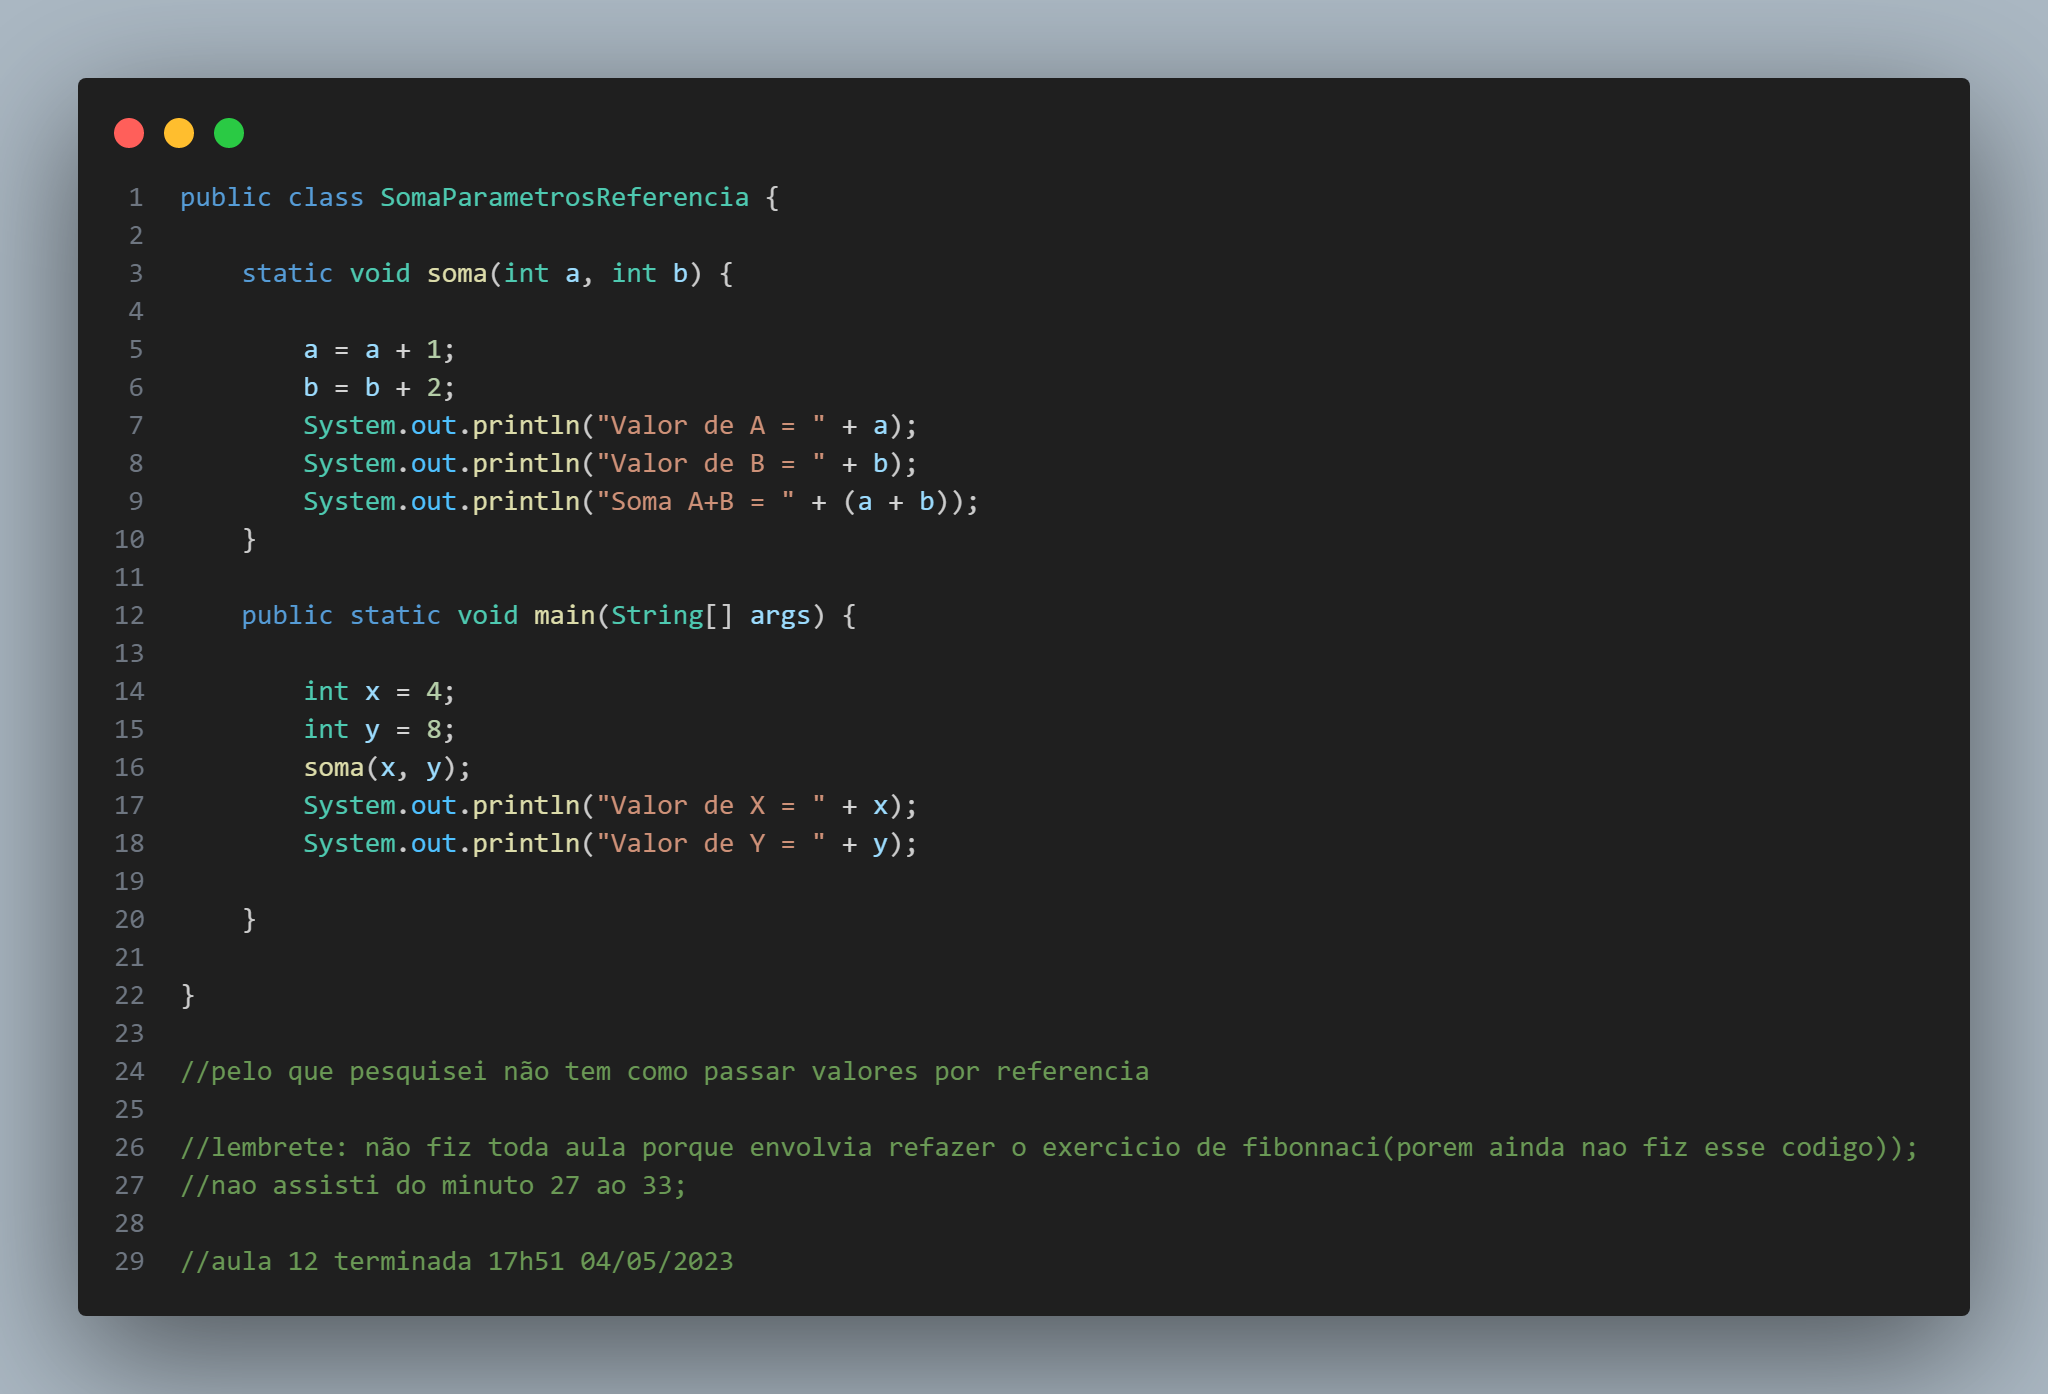 1 public class SomaParametrosReferencia {
2
3     static void soma(int a, int b) {
4
5         a = a + 1;
6         b = b + 2;
7         System.out.println("Valor de A = " + a);
8         System.out.println("Valor de B = " + b);
9         System.out.println("Soma A+B = " + (a + b));
10     }
11
12     public static void main(String[] args) {
13
14         int x = 4;
15         int y = 8;
16         soma(x, y);
17         System.out.println("Valor de X = " + x);
18         System.out.println("Valor de Y = " + y);
19
20     }
21
22 }
23
24 //pelo que pesquisei não tem como passar valores por referencia
25
26 //lembrete: não fiz toda aula porque envolvia refazer o exercicio de fibonnaci(porem ainda nao fiz esse codigo));
27 //nao assisti do minuto 27 ao 33;
28
29 //aula 12 terminada 17h51 04/05/2023